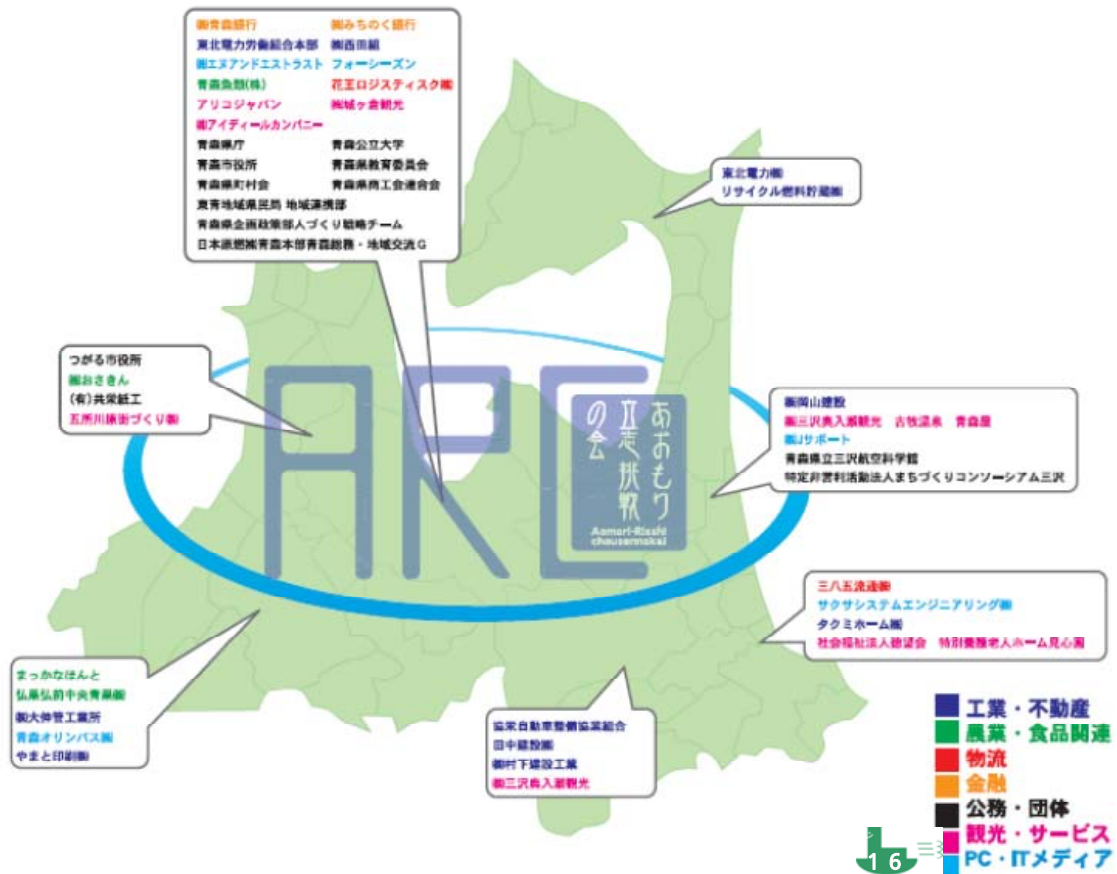 ㈱青森銀行 ㈱みちのく銀行
東北電力労働組合本部 ㈱西田組
㈱エヌアンドエストラスト フォーシーズン
青森魚類(株) 花王ロジスティスク㈱
アリコジャパン ㈱城ヶ倉観光
㈱アイディールカンパニー
青森県庁 青森公立大学
青森市役所 青森県教育委員会
青森県町村会 青森県商工会連合会
東青地域県民局 地域連携部
青森県企画政策部人づくり戦略チーム
日本原燃㈱青森本部青森総務・地域交流G
東北電力㈱
リサイクル燃料貯蔵㈱
つがる市役所
㈱おさきん
(有)共栄紙工
五所川原街づくり㈱
ARC
あおもり
立志挑戦
の会
Aomori-Risshi
chousennokai
㈱岡山建設
㈱三沢奥入瀬観光 古牧温泉 青森屋
㈱Jサポート
青森県立三沢航空科学館
特定非営利活動法人まちづくりコンソーシアム三沢
三八五流通㈱
サクサシステムエンジニアリング㈱
タクミホーム㈱
社会福祉法人徳望会 特別養護老人ホーム見心園
まっかなほんと
弘果弘前中央青果㈱
㈱大伸管工業所
青森オリンパス㈱
やまと印刷㈱
協栄自動車整備協業組合
田中建設㈱
㈱村下建設工業
㈱三沢奥入瀬観光
工業・不動産
農業・食品関連
物流
金融
公務・団体
観光・サービス
PC・ITメディア
16